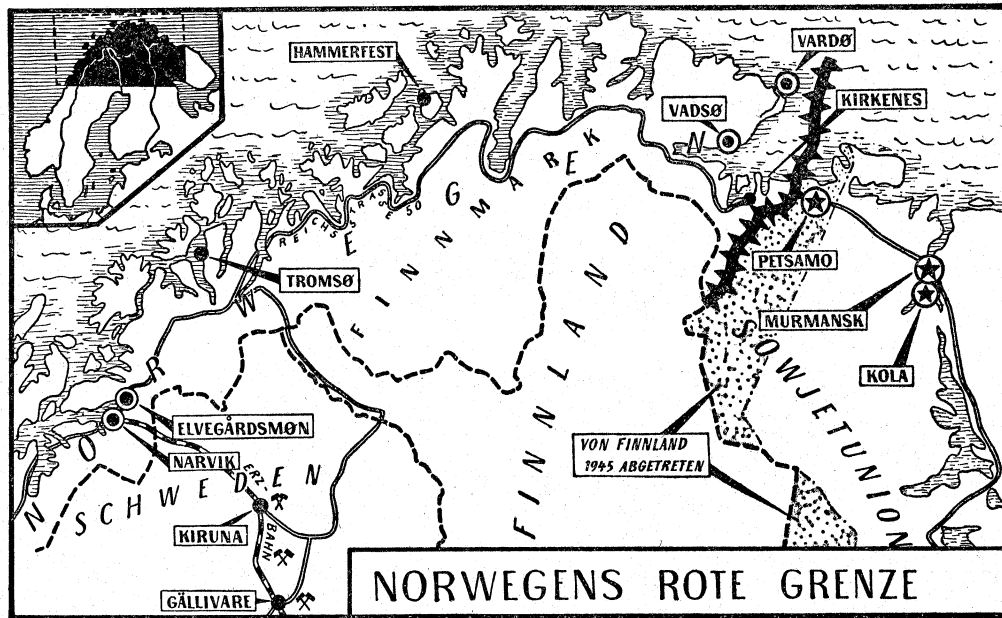 HAMMERFEST
VARDØ
KIRKENES
VADSØ
NORWEGEN
FINNMARK
REICHSSTRASSE 50
TROMSØ
PETSAMO
MURMANSK
KOLA
FINNLAND
SOWJETUNION
ELVEGÅRDSMØN
NARVIK
SCHWEDEN
ERZ
BAHN
KIRUNA
GÄLLIVARE
VON FINNLAND
1945 ABGETRETEN
NORWEGENS ROTE GRENZE